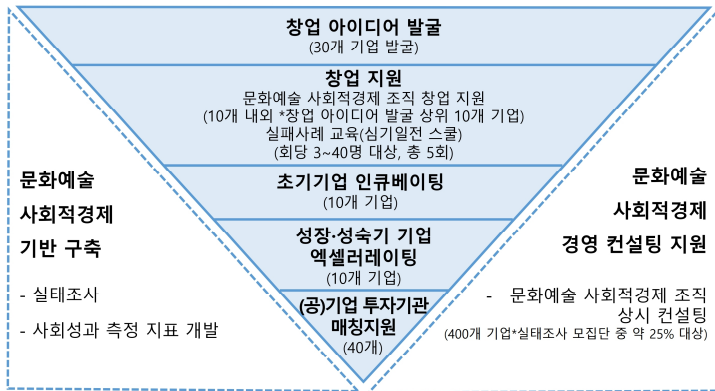 창업 아이디어 발굴
(30개 기업 발굴)
창업 지원
문화예술 사회적경제 조직 창업 지원
(10개 내외 *창업 아이디어 발굴 상위 10개 기업)
실패사례 교육(심기일전 스쿨)
(회당 3~40명 대상, 총 5회)
초기기업 인큐베이팅
(10개 기업)
성장·성숙기 기업
엑셀러레이팅
(10개 기업)
(공)기업 투자기관
매칭지원
(40개)
문화예술
사회적경제
기반 구축
- 실태조사
- 사회성과 측정 지표 개발
문화예술
사회적경제
경영 컨설팅 지원
- 문화예술 사회적경제 조직
상시 컨설팅
(400개 기업*실태조사 모집단 중 약 25% 대상)